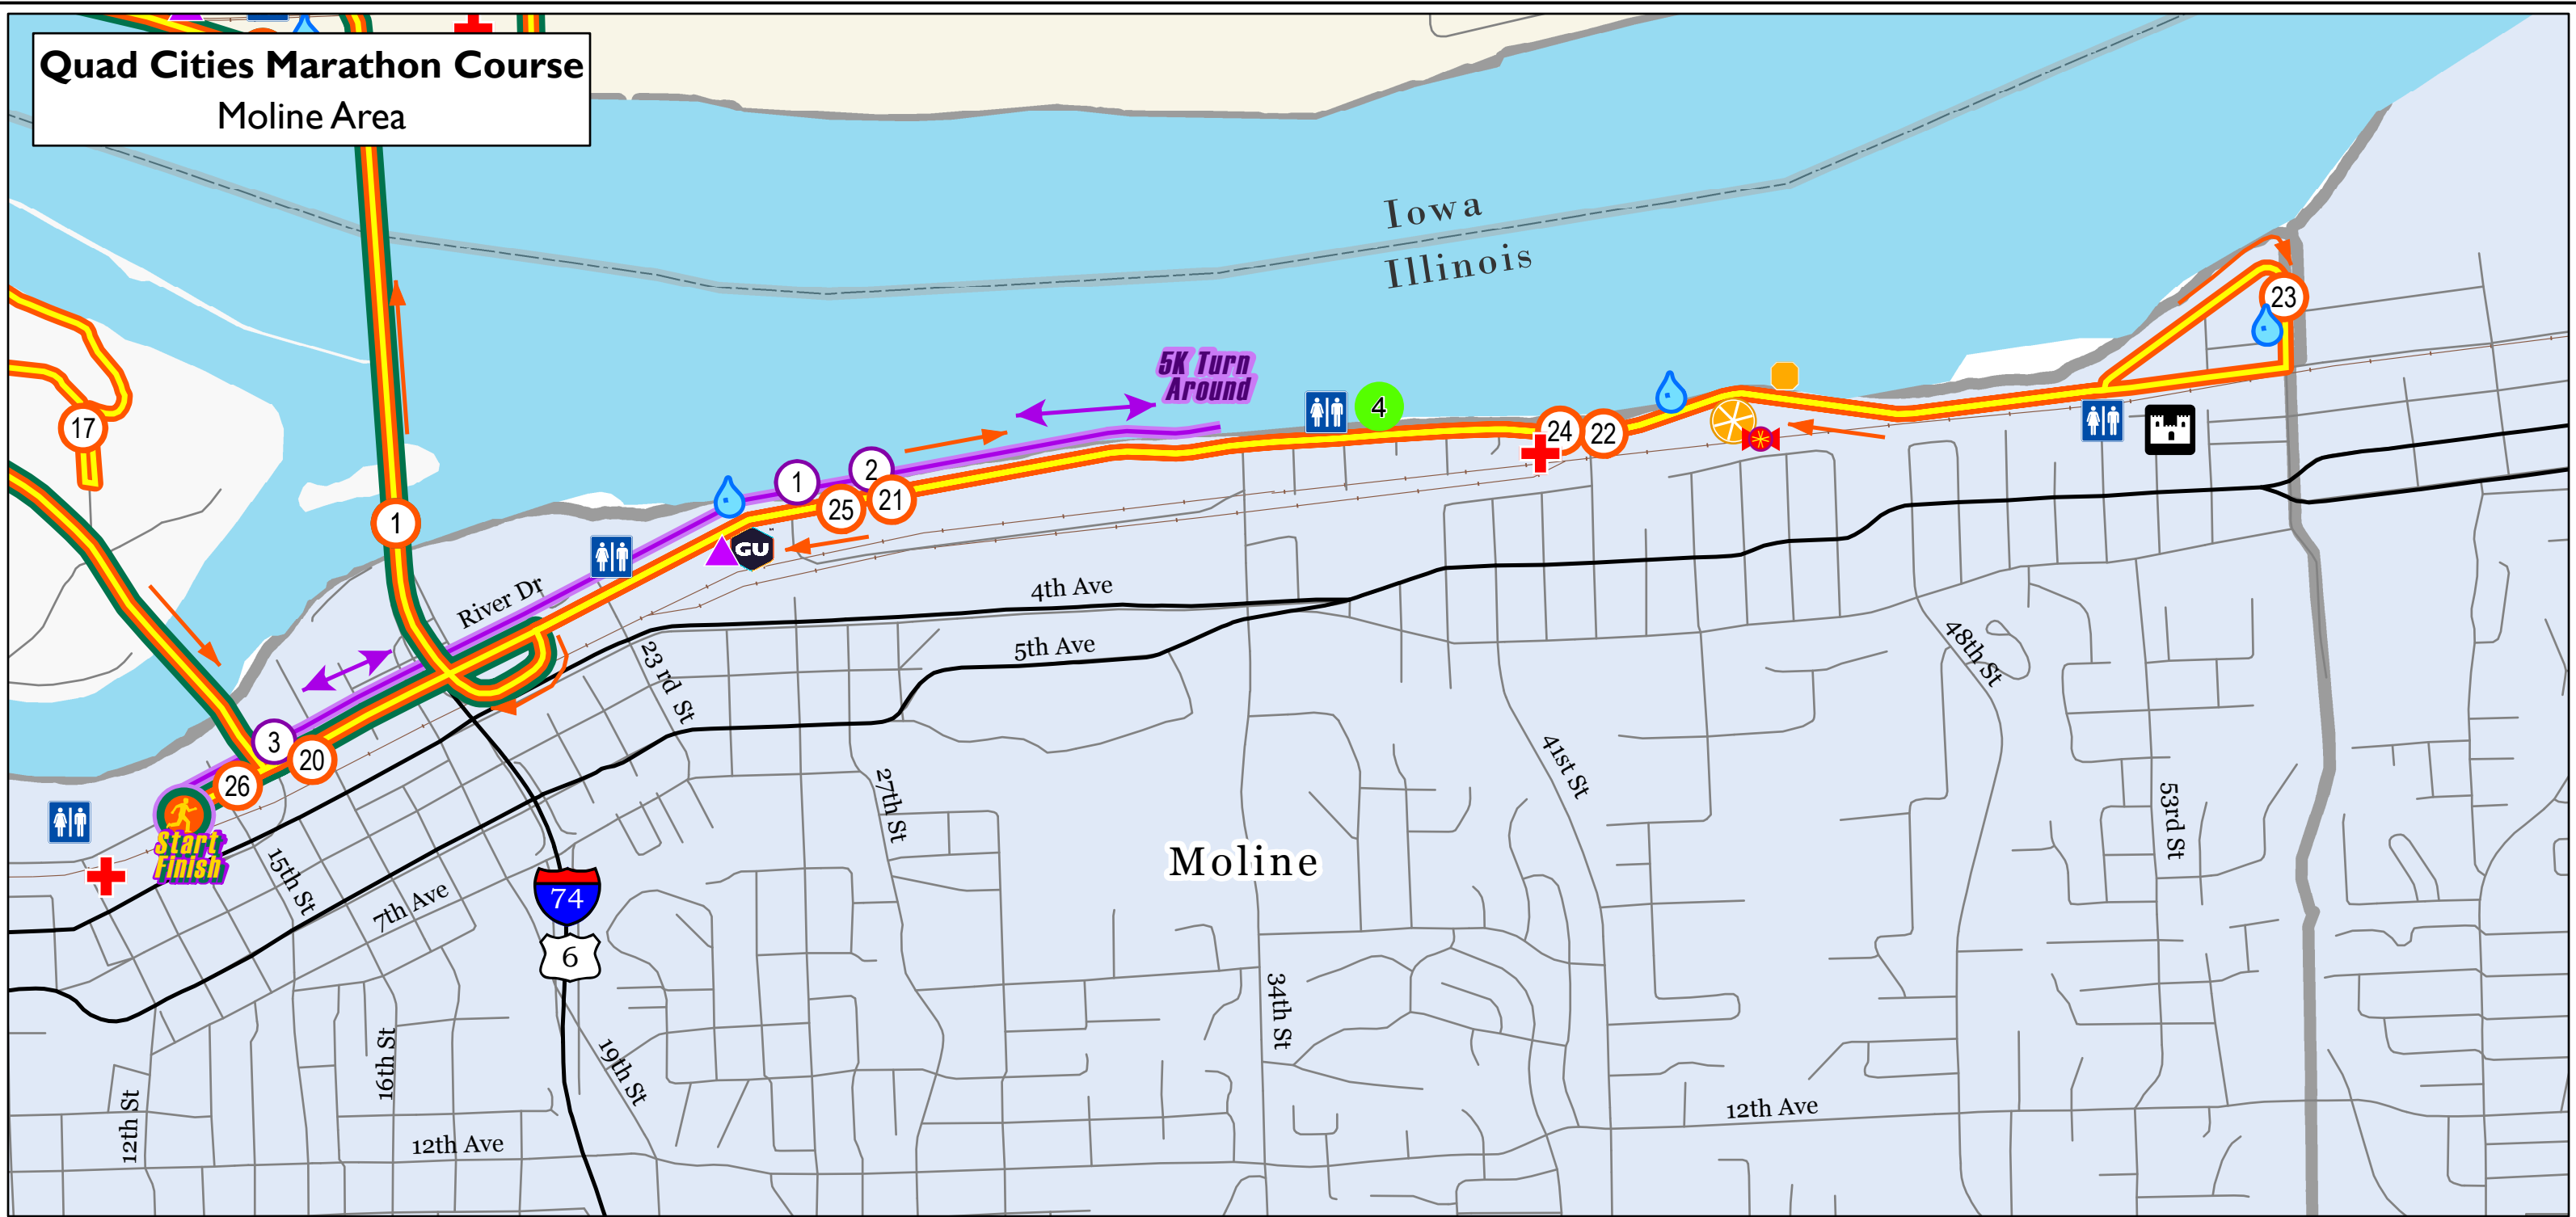 Quad Cities Marathon Course
Moline Area
Iowa
Illinois
23
5K Turn
Around
4
17
24
22
1
2
25
21
1
GU
River Dr
4th Ave
5th Ave
23 rd St
48th St
3
20
26
41st St
27th St
53rd St
Start
Finish
15th St
7th Ave
Moline
74
6
34th St
16th St
19th St
12th St
12th Ave
12th Ave